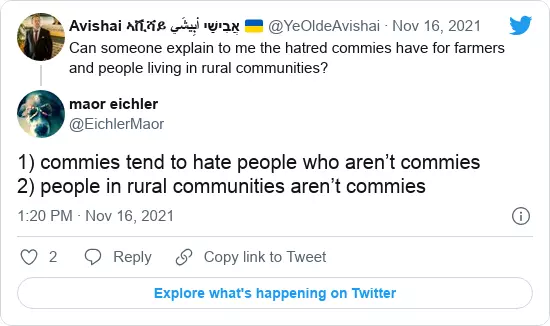 Avishai אֲבִישַׁי 🇺🇦 @YeOldeAvishai · Nov 16, 2021
Can someone explain to me the hatred commies have for farmers
and people living in rural communities?
maor eichler
@EichlerMaor
1) commies tend to hate people who aren’t commies
2) people in rural communities aren’t commies
1:20 PM · Nov 16, 2021
2 Reply Copy link to Tweet
Explore what's happening on Twitter